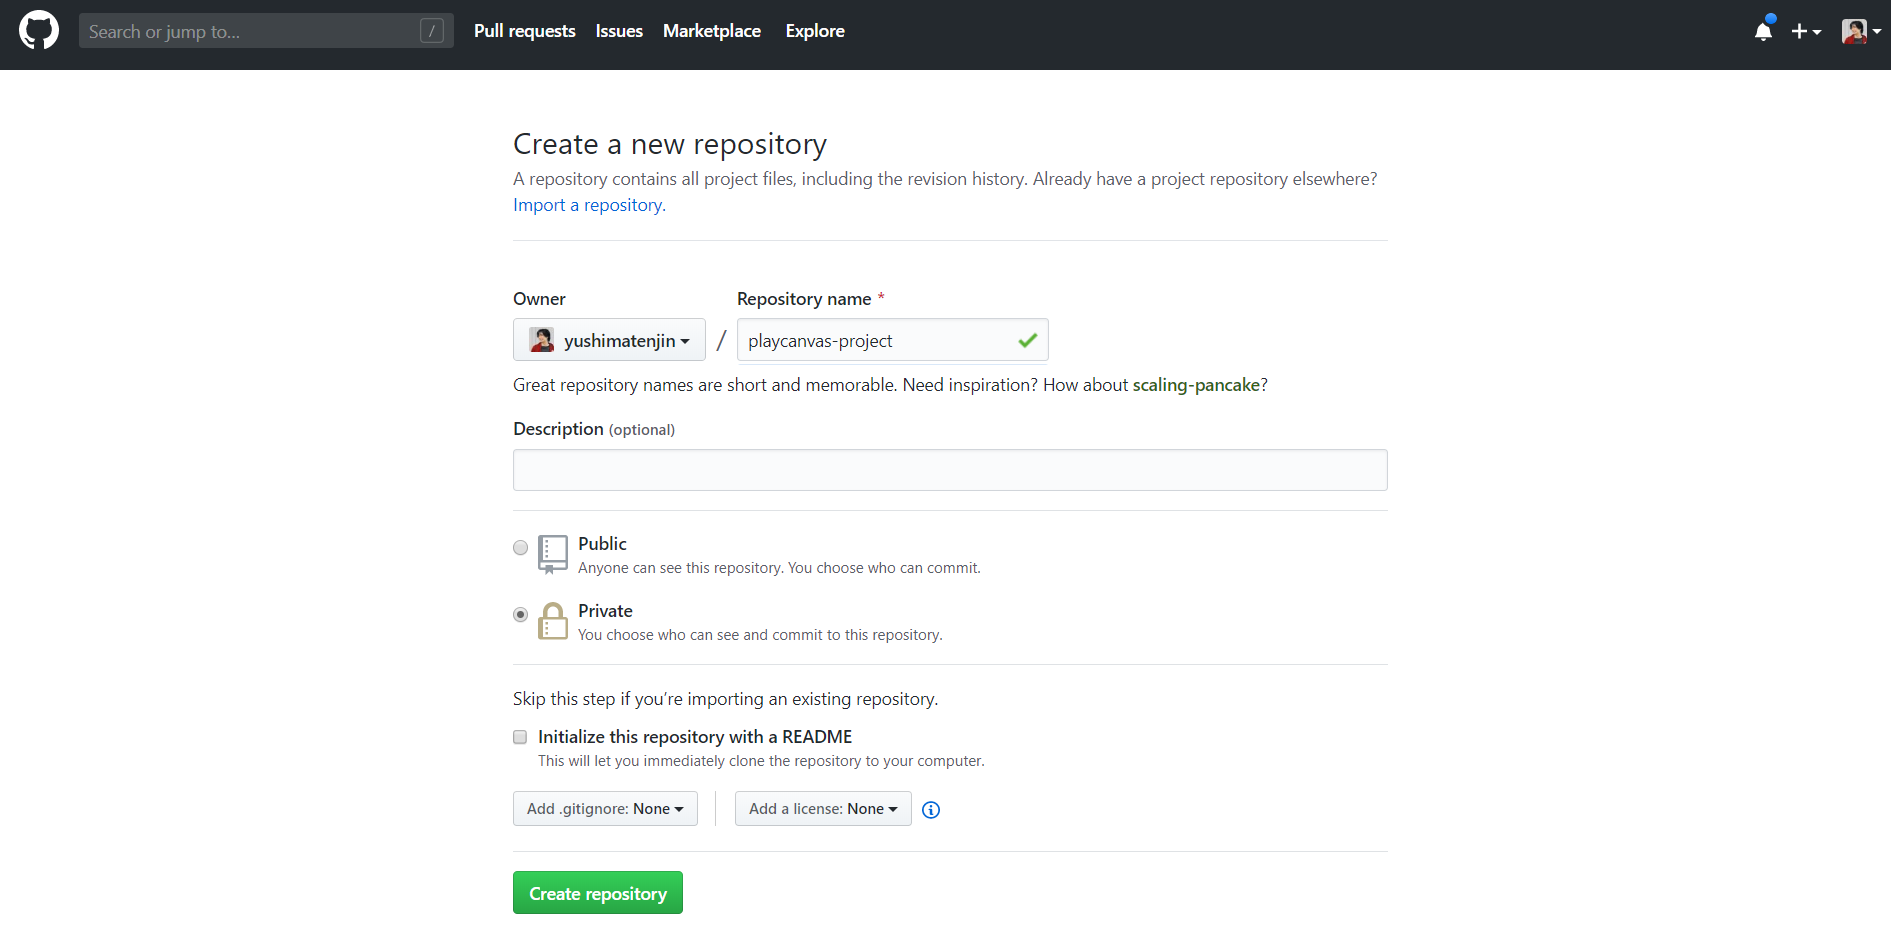 Search or jump to... /
Pull requests Issues Marketplace Explore
Create a new repository
A repository contains all project files, including the revision history. Already have a project repository elsewhere?
Import a repository.
Owner Repository name *
yushimatenjin / playcanvas-project
Great repository names are short and memorable. Need inspiration? How about scaling-pancake?
Description (optional)
Public
Anyone can see this repository. You choose who can commit.
Private
You choose who can see and commit to this repository.
Skip this step if you’re importing an existing repository.
Initialize this repository with a README
This will let you immediately clone the repository to your computer.
Add .gitignore: None Add a license: None
Create repository